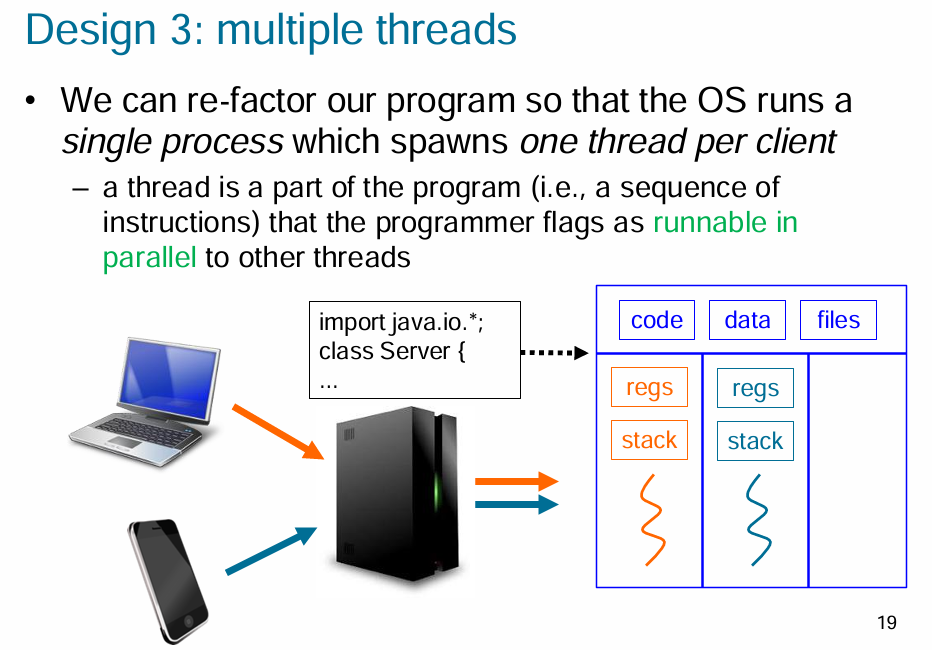 Design 3: multiple threads
• We can re-factor our program so that the OS runs a
single process which spawns one thread per client
– a thread is a part of the program (i.e., a sequence of
instructions) that the programmer flags as runnable in
parallel to other threads
import java.io.*;
class Server {
...
code data files
regs regs
stack stack
19